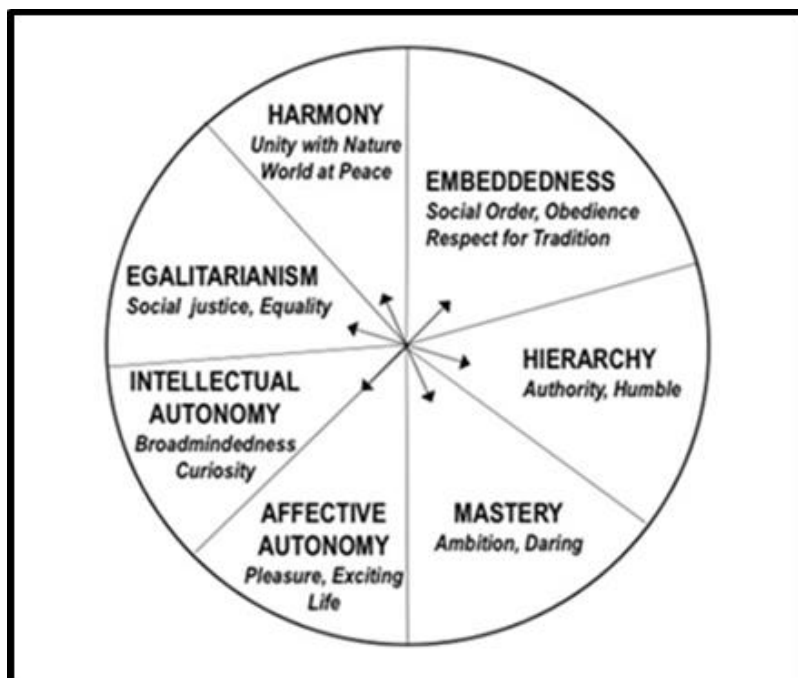 HARMONY
Unity with Nature
World at Peace
EMBEDDEDNESS
Social Order, Obedience
Respect for Tradition
EGALITARIANISM
Social justice, Equality
HIERARCHY
Authority, Humble
INTELLECTUAL
AUTONOMY
Broadmindedness
Curiosity
AFFECTIVE
AUTONOMY
Pleasure, Exciting
Life
MASTERY
Ambition, Daring